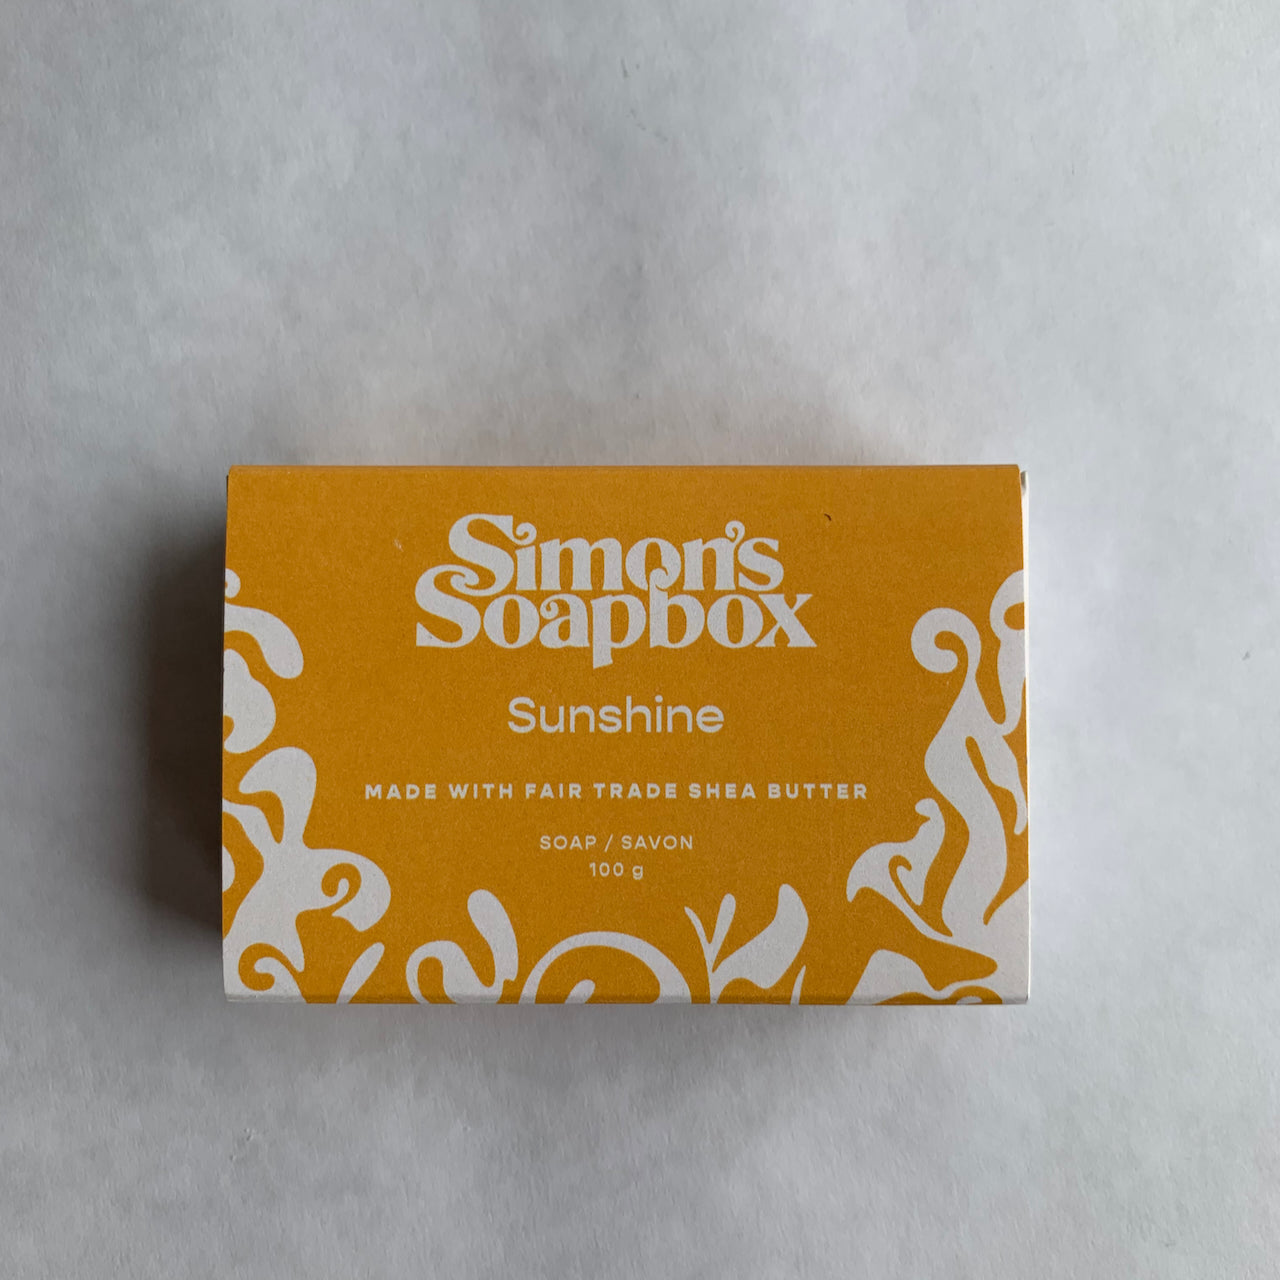 Simon's
Soapbox
Sunshine
MADE WITH FAIR TRADE SHEA BUTTER
SOAP / SAVON
100 g